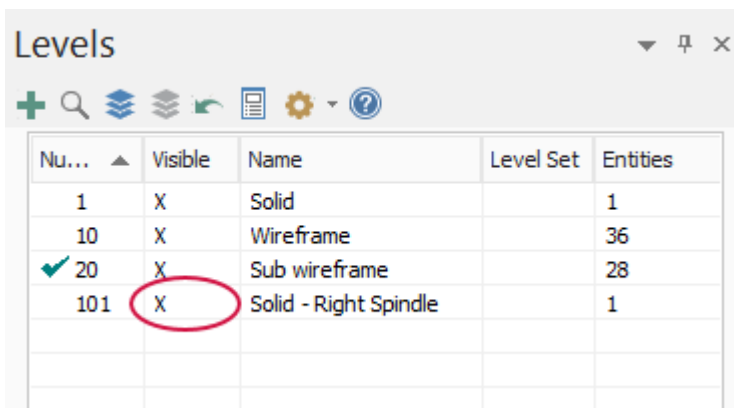 Levels
Nu... Visible Name Level Set Entities
1 X Solid 1
10 X Wireframe 36
20 X Sub wireframe 28
101 X Solid - Right Spindle 1